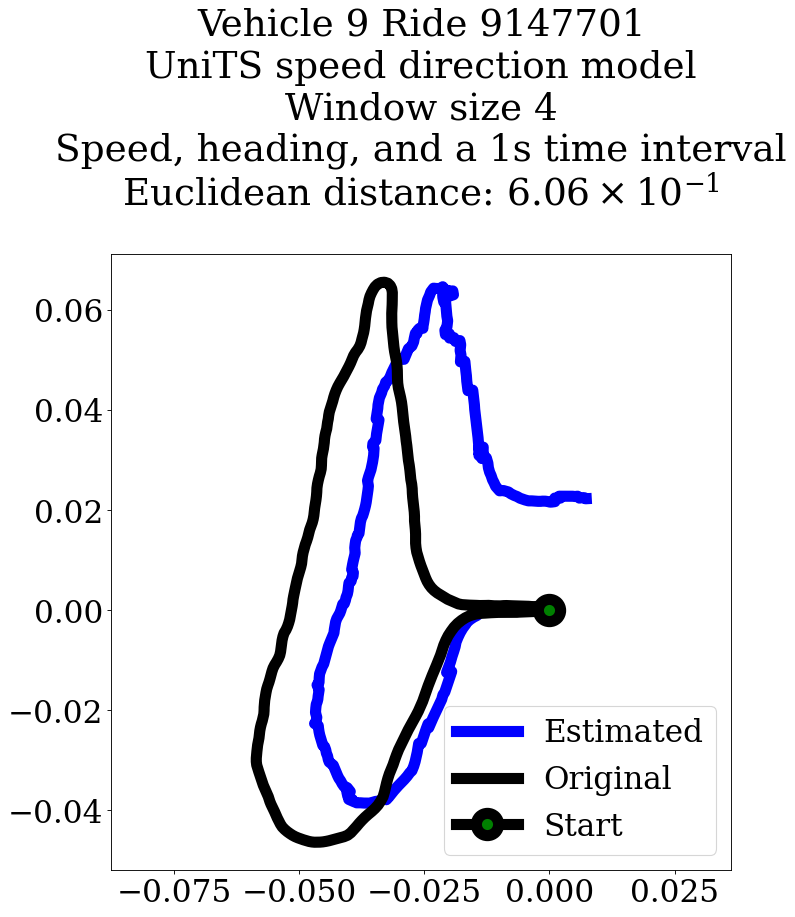 Vehicle 9 Ride 9147701
UniTS speed direction model
Window size 4
Speed, heading, and a 1s time interval
Euclidean distance: 6.06 × 10⁻¹
0.06
0.04
0.02
0.00
−0.02
−0.04
Estimated
Original
Start
−0.075 −0.050 −0.025 0.000 0.025